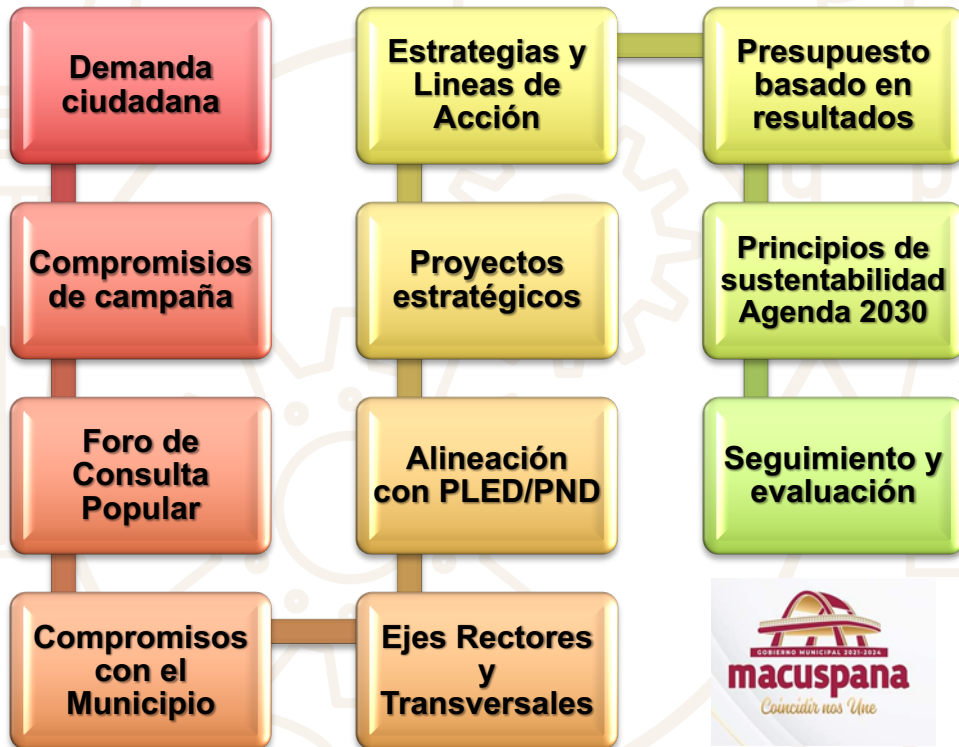 Demanda
ciudadana
Compromisios
de campaña
Foro de
Consulta
Popular
Compromisos
con el
Municipio
Ejes Rectores
y
Transversales
Alineación
con PLED/PND
Proyectos
estratégicos
Estrategias y
Lineas de
Acción
Presupuesto
basado en
resultados
Principios de
sustentabilidad
Agenda 2030
Seguimiento y
evaluación
GOBIERNO MUNICIPAL 2021-2024
macuspana
Coincidir nos Une